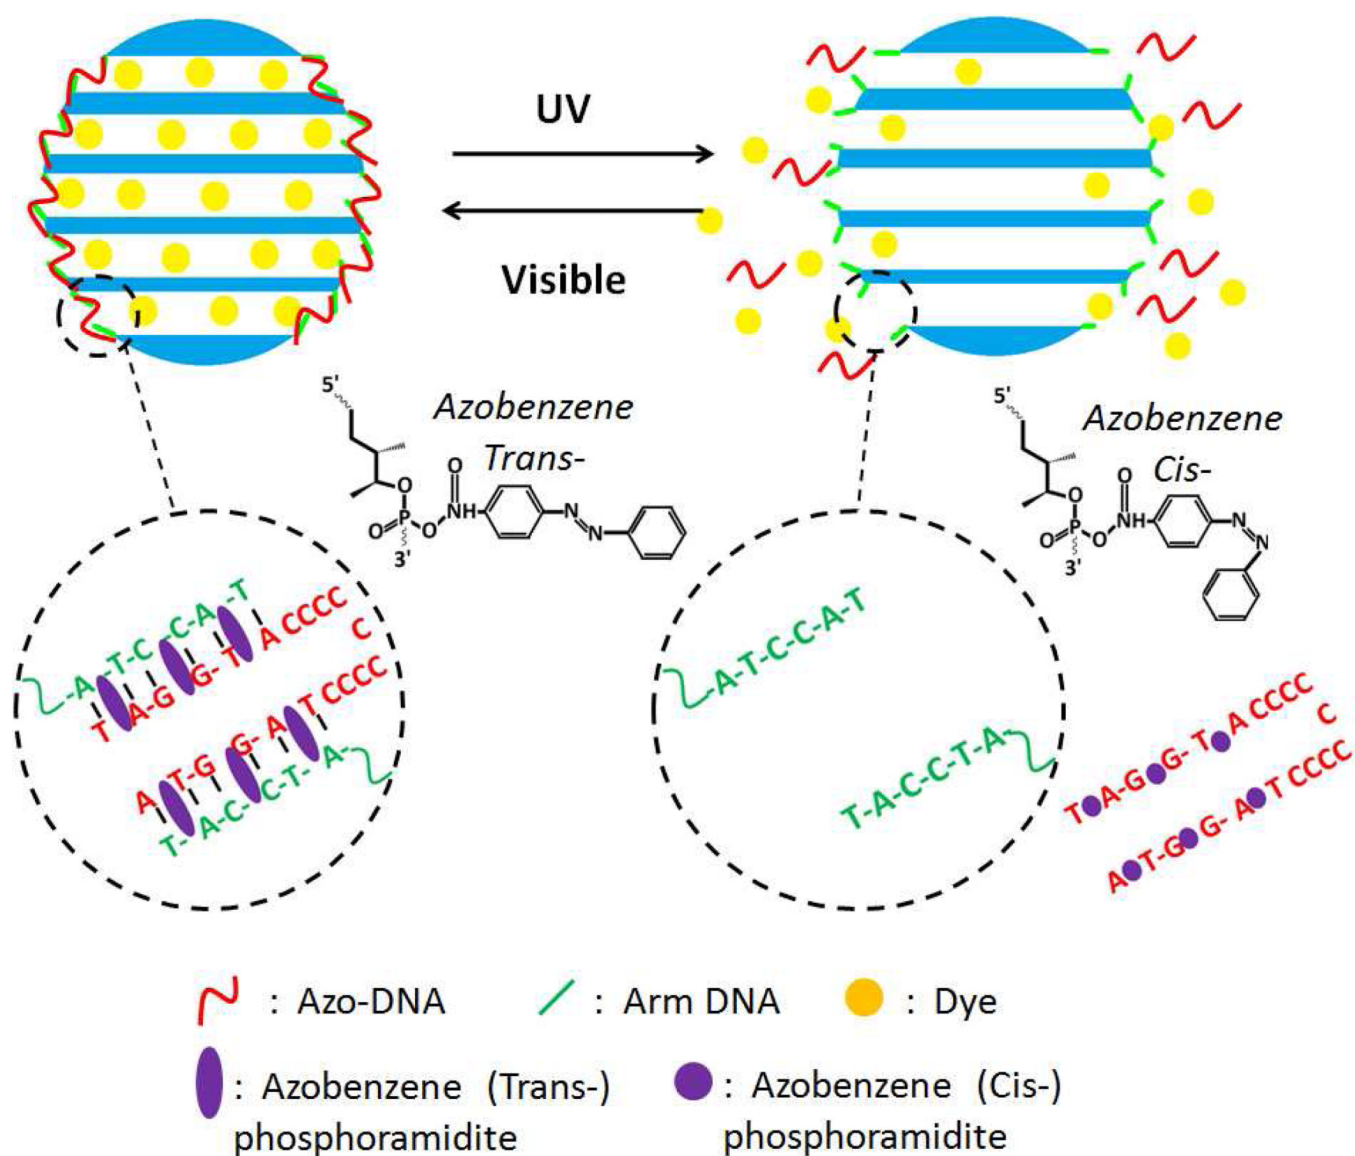 UV
Visible
Azobenzene
Trans-
5'
O
O
O
P
O
NH
N
N
3'
Azobenzene
Cis-
5'
O
O
O
P
O
NH
N
N
3'
-A-T-C-C-A-T
T A-G G-T A CCCC
C
A T-G G-A T CCCC
T-A-C-C-T-A-
-A-T-C-C-A-T
T-A-C-C-T-A-
T A-G G-T A CCCC
C
A T-G G-A T CCCC
: Azo-DNA
: Arm DNA
: Dye
: Azobenzene (Trans-)
phosphoramidite
: Azobenzene (Cis-)
phosphoramidite